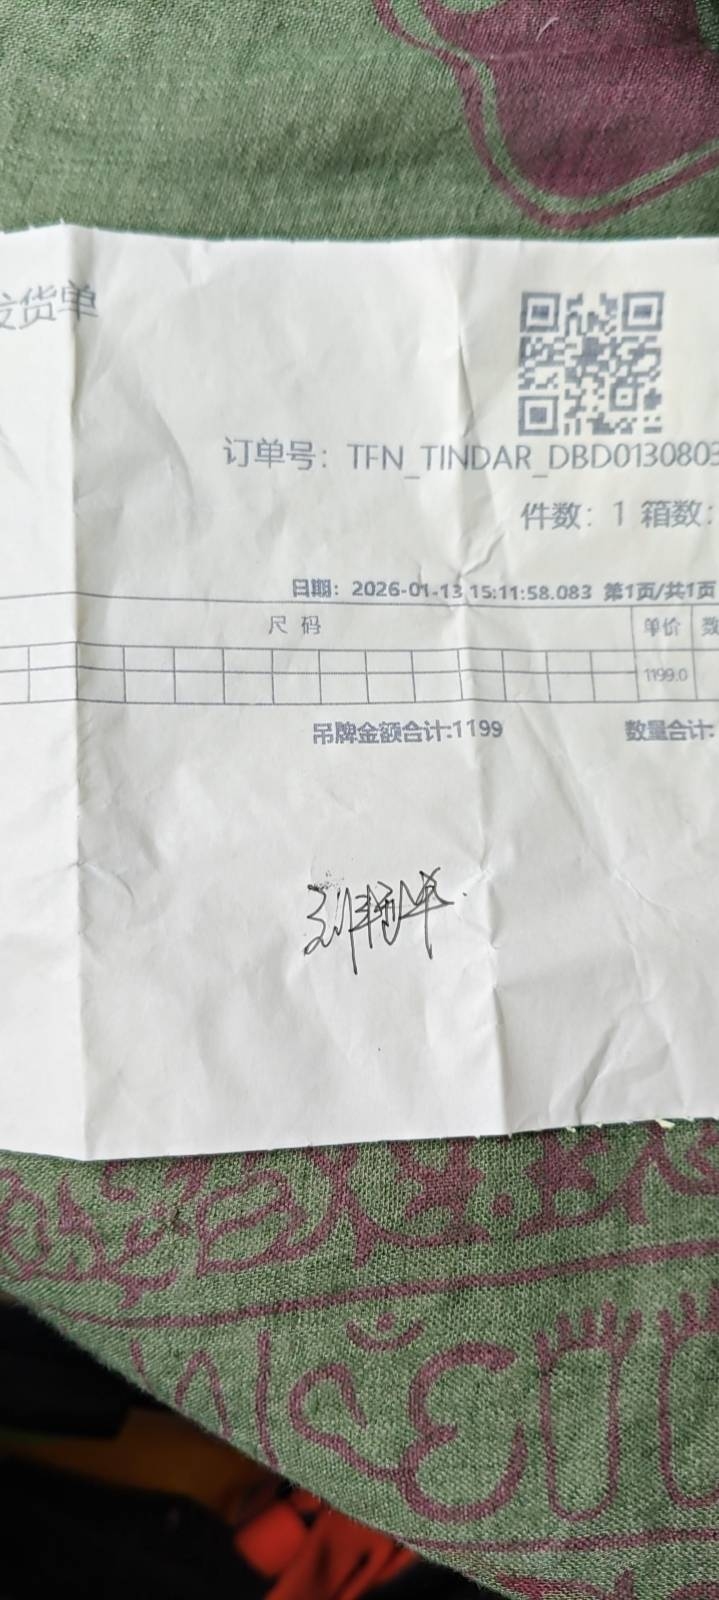 发货单
订单号：TFN_TINDAR_DBD0130803
件数：1 箱数：
日期：2026-01-13 15:11:58.083 第1页/共1页
尺 码 单价 数
1199.0
吊牌金额合计:1199 数量合计: